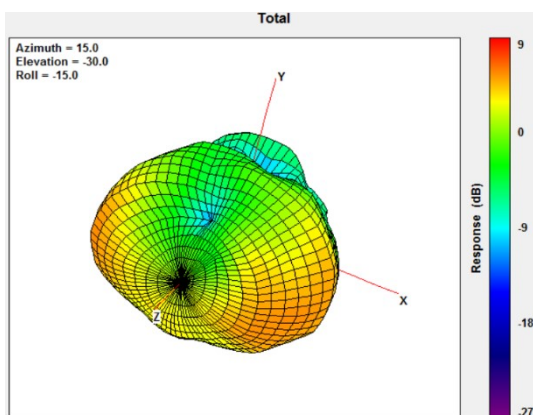 Total
Azimuth = 15.0
Elevation = -30.0
Roll = -15.0
Y
X
Z
9
0
-9
-18
-27
Response (dB)